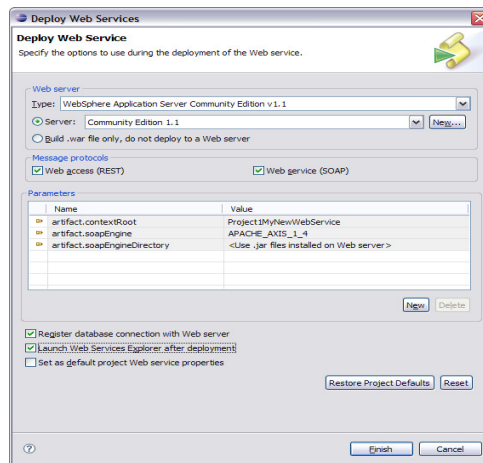 Deploy Web Services
Deploy Web Service
Specify the options to use during the deployment of the Web service.
Web server
Type: WebSphere Application Server Community Edition v1.1
Server: Community Edition 1.1 New...
Build .war file only, do not deploy to a Web server
Message protocols
Web access (REST) Web service (SOAP)
Parameters
Name Value
artifact.contextRoot Project1MyNewWebService
artifact.soapEngine APACHE_AXIS_1_4
artifact.soapEngineDirectory <Use .jar files installed on Web server>
New Delete
Register database connection with Web server
Launch Web Services Explorer after deployment
Set as default project Web service properties
Restore Project Defaults Reset
? Finish Cancel